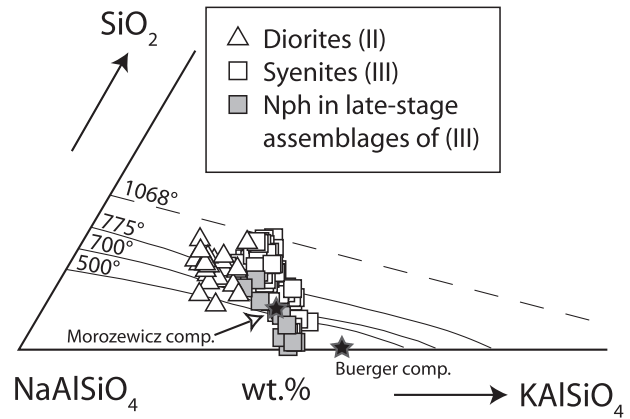 SiO2
Diorites (II)
Syenites (III)
Nph in late-stage
assemblages of (III)
1068°
775°
700°
500°
Morozewicz comp.
Buerger comp.
NaAlSiO4
wt.%
KAlSiO4